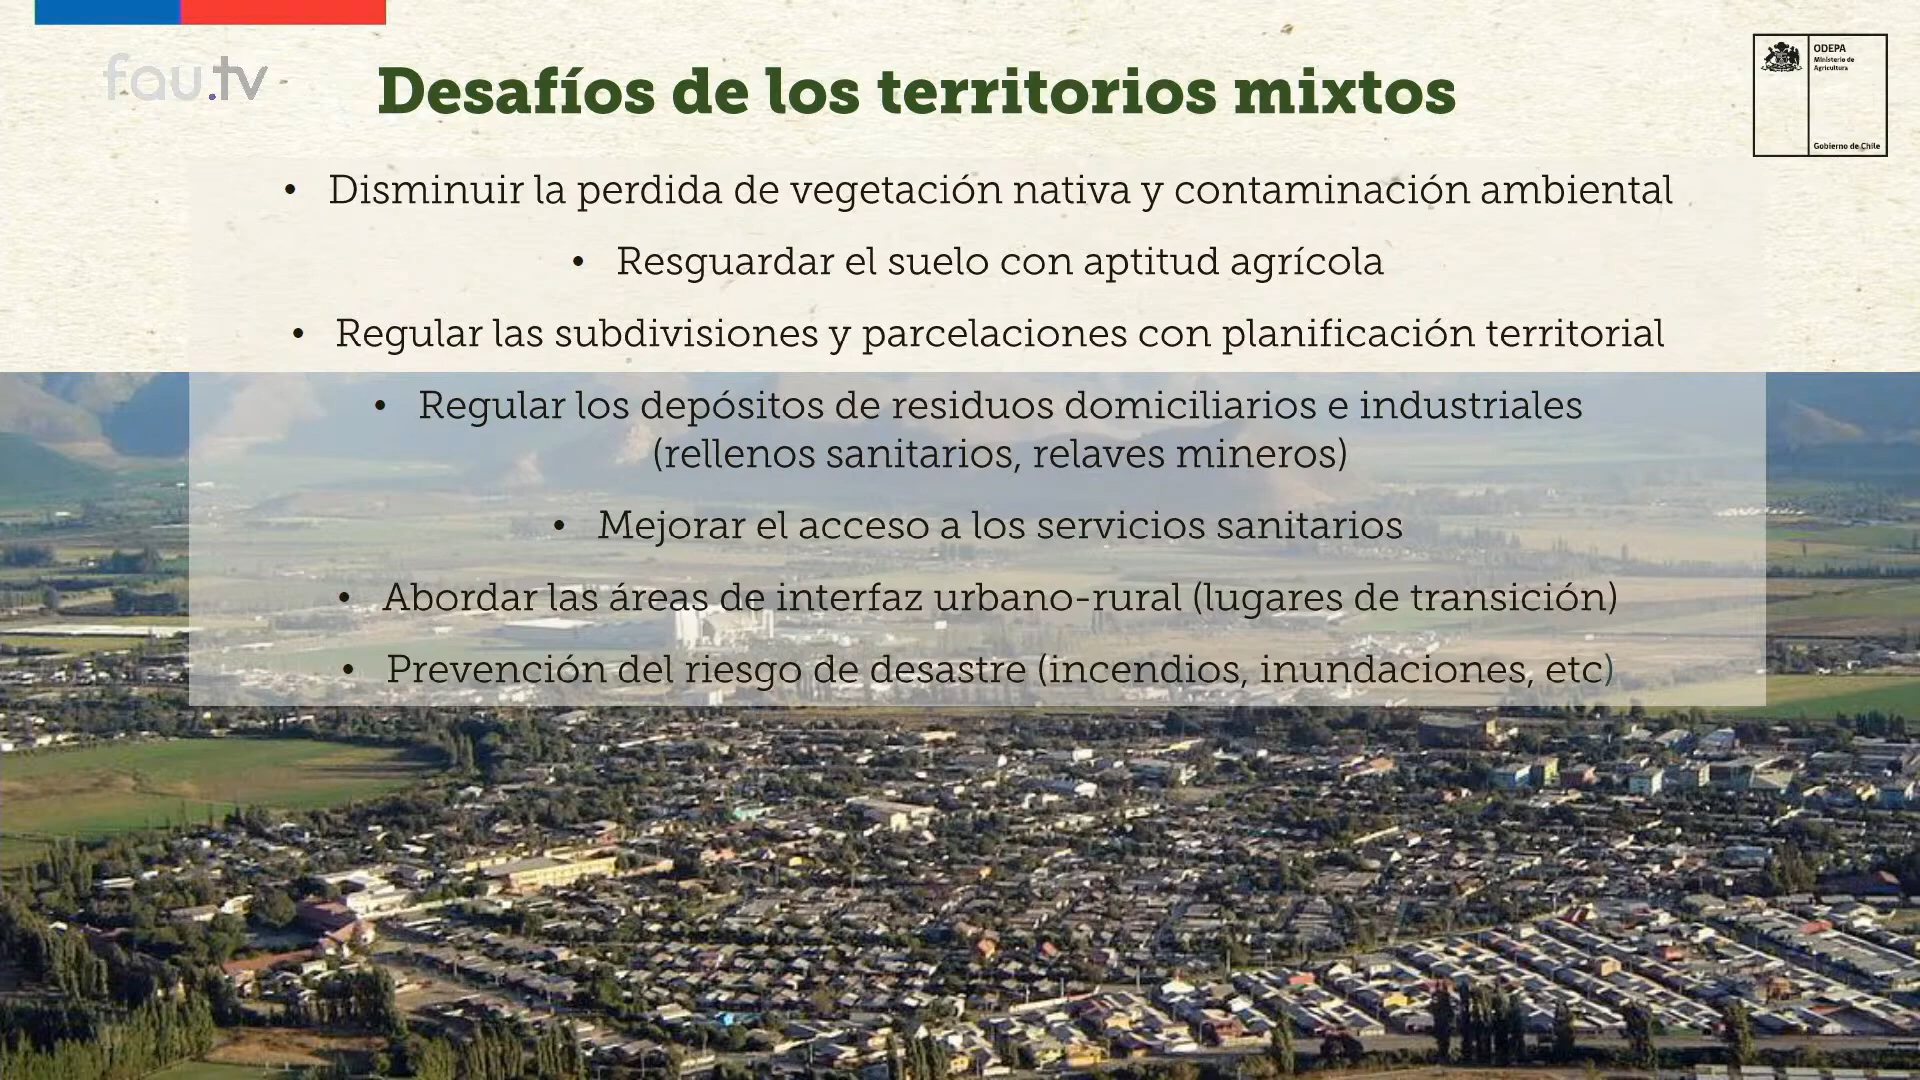 fau.tv
ODEPA
Ministerio de
Agricultura
Gobierno de Chile
Desafíos de los territorios mixtos
• Disminuir la perdida de vegetación nativa y contaminación ambiental
• Resguardar el suelo con aptitud agrícola
• Regular las subdivisiones y parcelaciones con planificación territorial
• Regular los depósitos de residuos domiciliarios e industriales
(rellenos sanitarios, relaves mineros)
• Mejorar el acceso a los servicios sanitarios
• Abordar las áreas de interfaz urbano-rural (lugares de transición)
• Prevención del riesgo de desastre (incendios, inundaciones, etc)